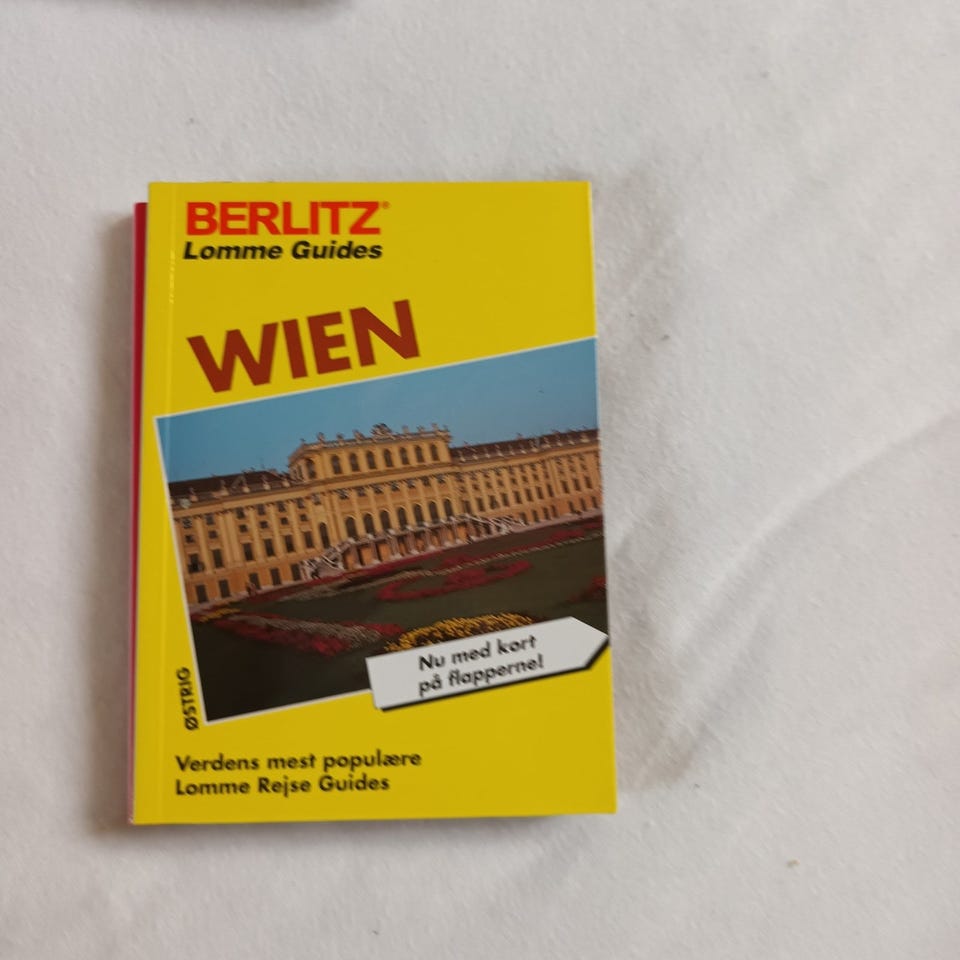 BERLITZ®
Lomme Guides
WIEN
Nu med kort
på flapperne!
ØSTRIG
Verdens mest populære
Lomme Rejse Guides